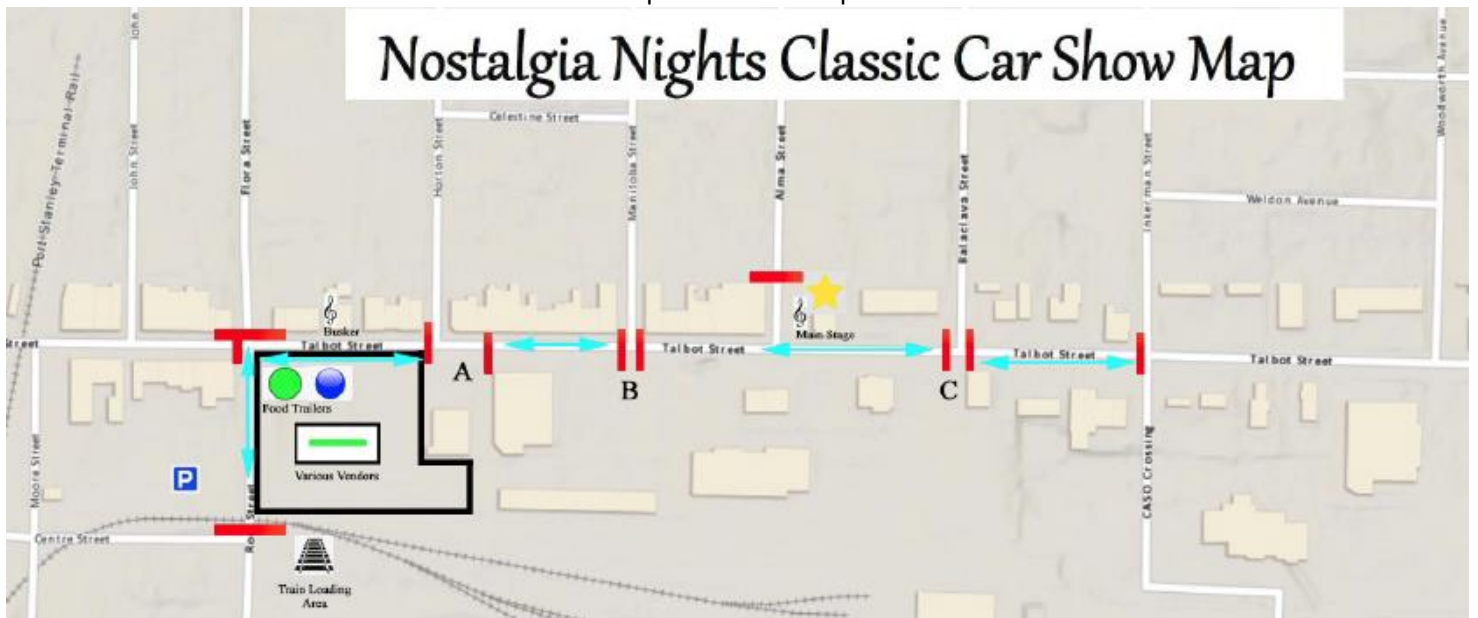 Nostalgia Nights Classic Car Show Map
Port-Stanley-Terminal-Rail
John
John Street
Flora Street
Horton Street
Celestine Street
Manitoba Street
Alma Street
Balaclava Street
Inkerman Street
Weldon Avenue
Woodworth Avenue
Busker
Main Stage
Street
Talbot Street
Talbot Street
Talbot Street
Talbot Street
A
B
C
Food Trailers
Various Vendors
P
Moore Street
Street
Centre Street
CASO Crossing
Train Loading
Area